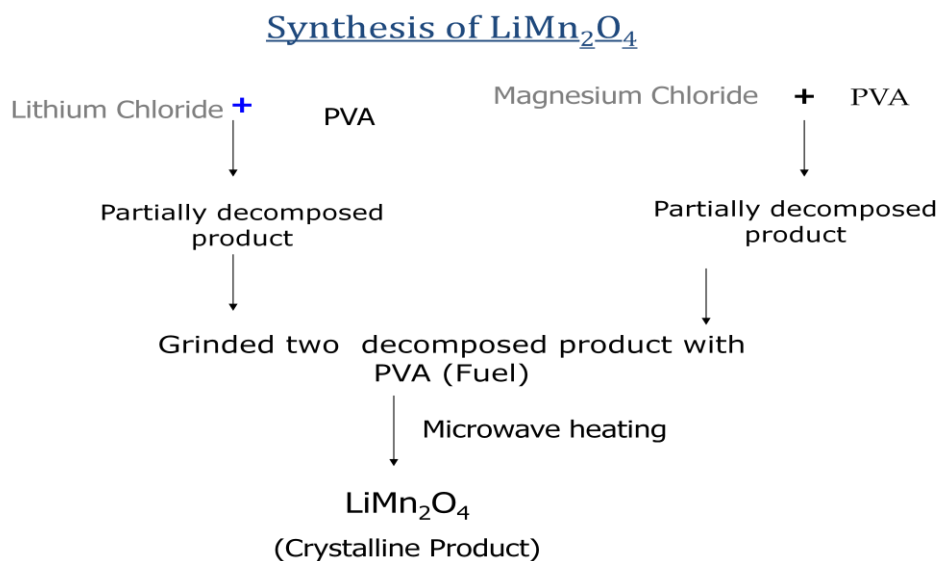 Synthesis of LiMn₂O₄
Lithium Chloride + PVA
Magnesium Chloride + PVA
Partially decomposed
product
Partially decomposed
product
Grinded two decomposed product with
PVA (Fuel)
Microwave heating
LiMn₂O₄
(Crystalline Product)